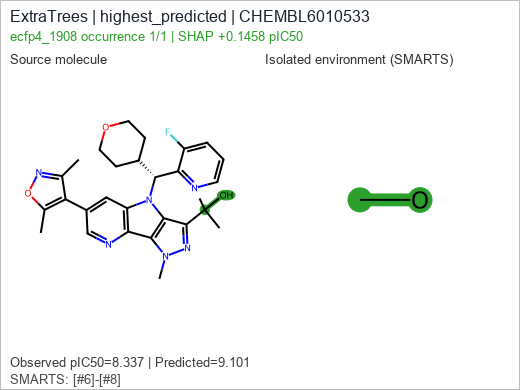 ExtraTrees | highest_predicted | CHEMBL6010533
ecfp4_1908 occurrence 1/1 | SHAP +0.1458 pIC50
Source molecule
Isolated environment (SMARTS)
O
F
N
O
N
N
OH
N
N
N
O
Observed pIC50=8.337 | Predicted=9.101
SMARTS: [#6]-[#8]